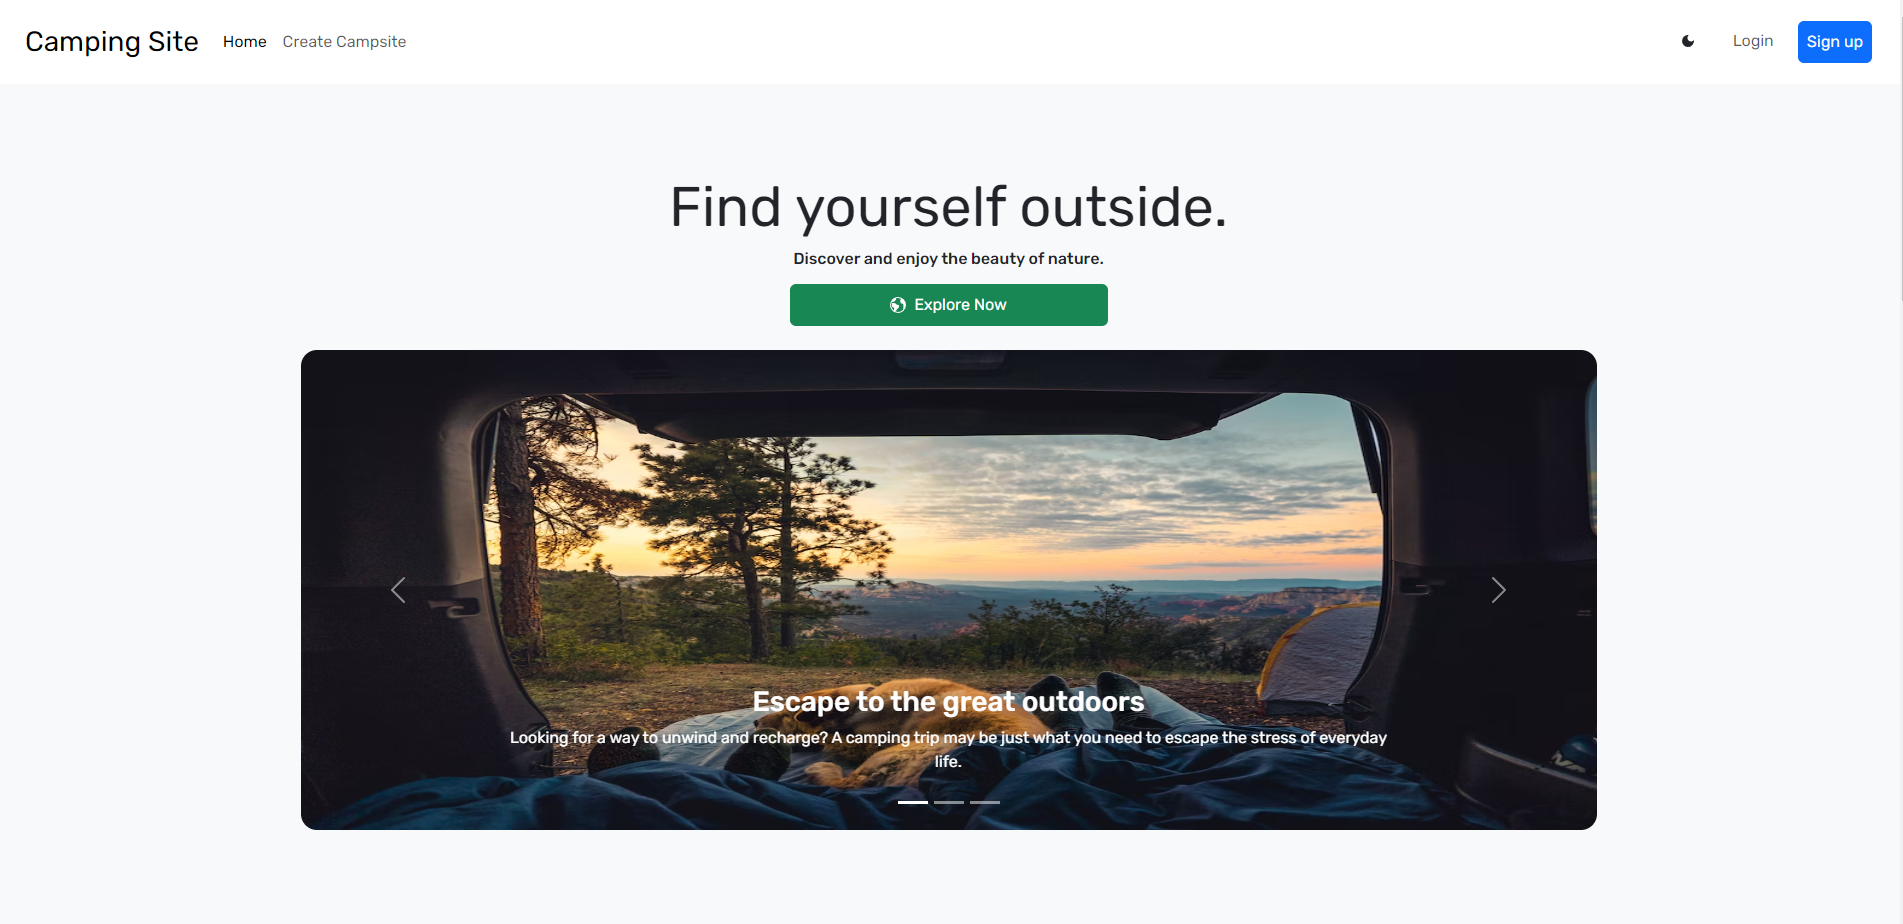 Camping Site
Home
Create Campsite
Login
Sign up
Find yourself outside.
Discover and enjoy the beauty of nature.
Explore Now
Escape to the great outdoors
Looking for a way to unwind and recharge? A camping trip may be just what you need to escape the stress of everyday
life.